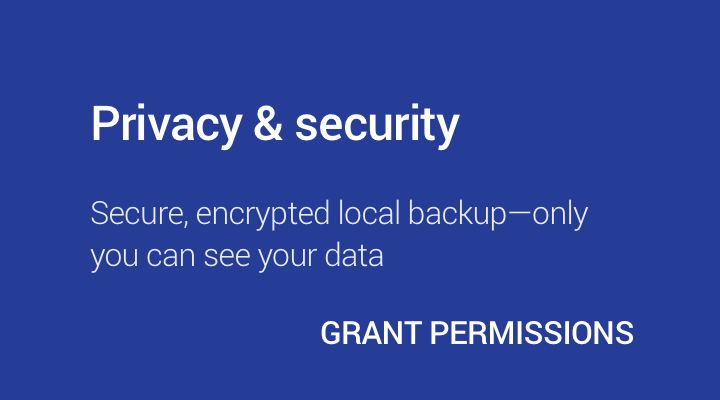 Privacy & security
Secure, encrypted local backup—only
you can see your data
GRANT PERMISSIONS